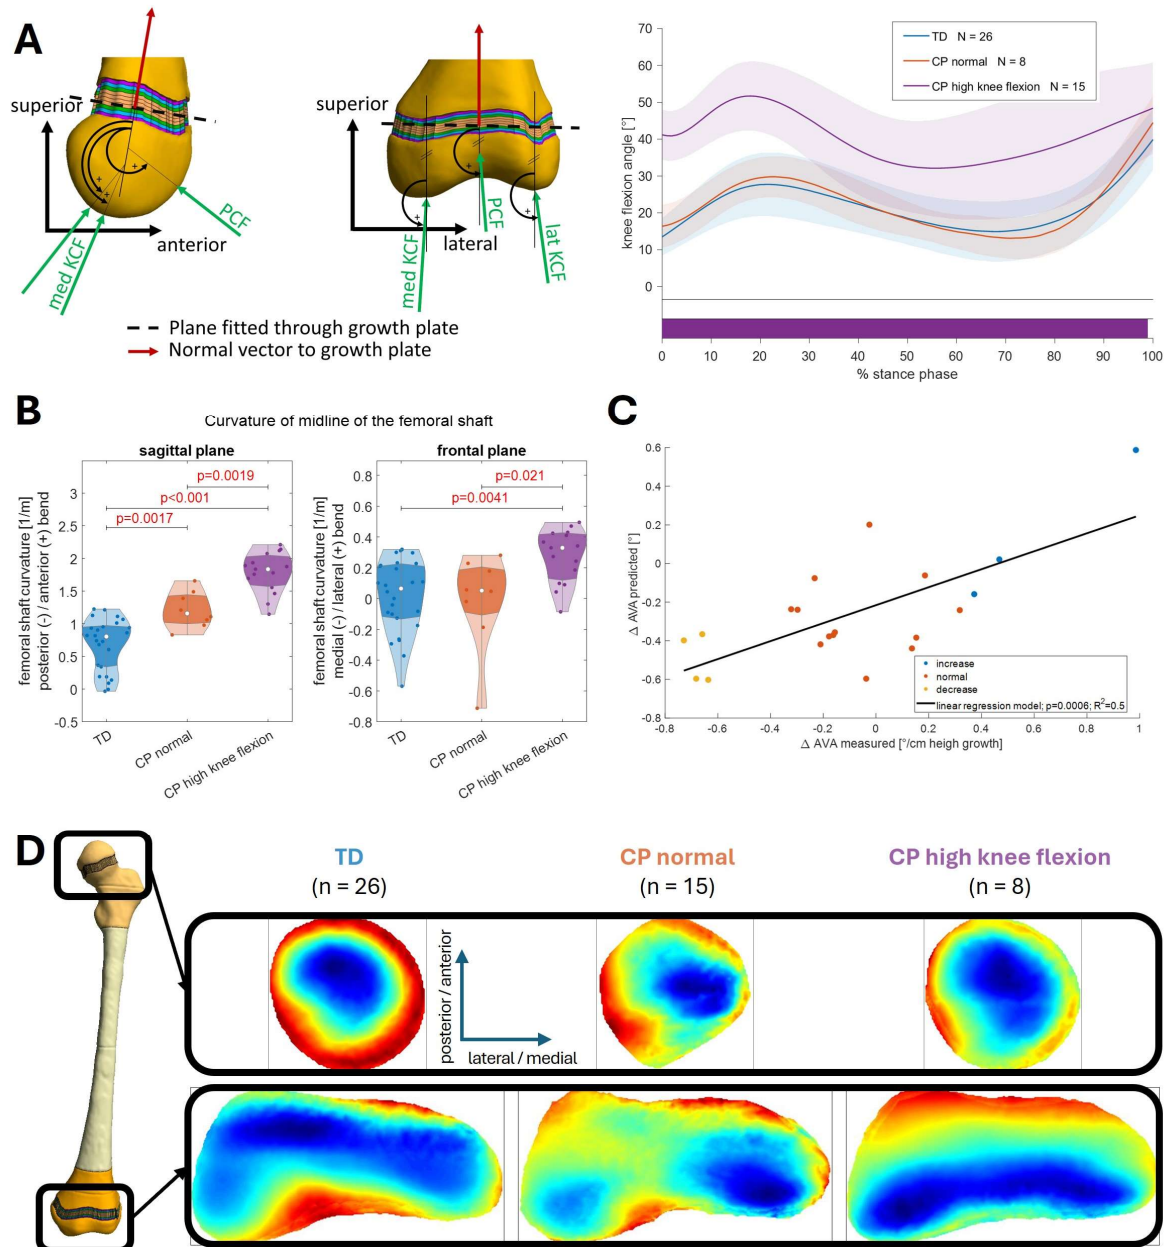 A
superior
anterior
med KCF
PCF
superior
lateral
med KCF
PCF
lat KCF
Plane fitted through growth plate
Normal vector to growth plate
TD N = 26
CP normal N = 8
CP high knee flexion N = 15
knee flexion angle [°]
70
60
50
40
30
20
10
0
0 10 20 30 40 50 60 70 80 90 100
% stance phase
B
Curvature of midline of the femoral shaft
sagittal plane
femoral shaft curvature [1/m]
posterior (-) / anterior (+) bend
3
2.5
2
1.5
1
0.5
0
-0.5
p=0.0019
p<0.001
p=0.0017
TD
CP normal
CP high knee flexion
frontal plane
femoral shaft curvature [1/m]
medial (-) / lateral (+) bend
0.8
0.6
0.4
0.2
0
-0.2
-0.4
-0.6
-0.8
p=0.021
p=0.0041
TD
CP normal
CP high knee flexion
C
Δ AVA predicted [°]
0.6
0.4
0.2
0
-0.2
-0.4
-0.6
-0.8
increase
normal
decrease
linear regression model; p=0.0006; R²=0.5
-0.8 -0.6 -0.4 -0.2 0 0.2 0.4 0.6 0.8 1
Δ AVA measured [°/cm heigh growth]
D
TD
(n = 26)
CP normal
(n = 15)
CP high knee flexion
(n = 8)
posterior / anterior
lateral / medial